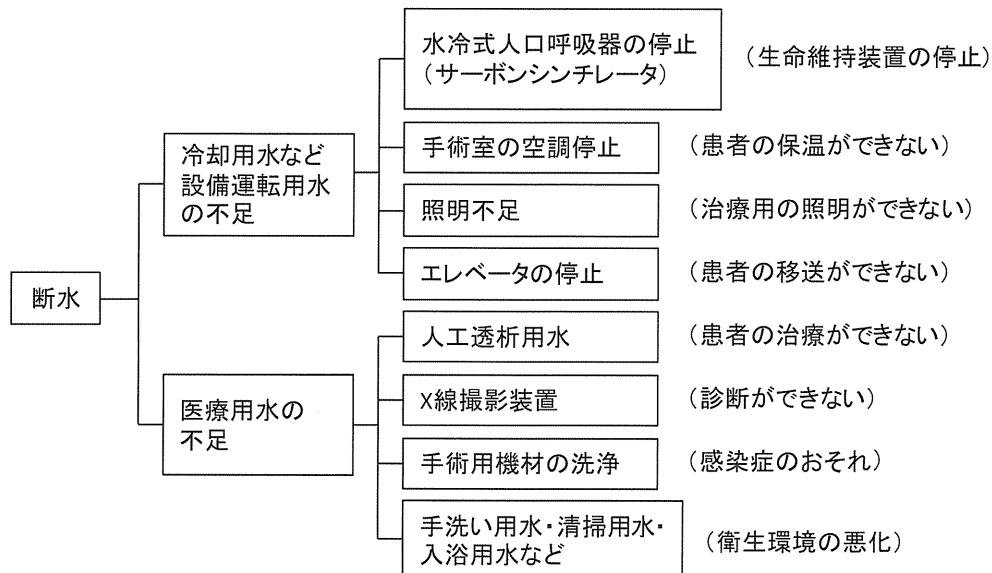 断水
冷却用水など
設備運転用水
の不足
水冷式人口呼吸器の停止
(サーボンシンチレータ)
(生命維持装置の停止)
手術室の空調停止
(患者の保温ができない)
照明不足
(治療用の照明ができない)
エレベータの停止
(患者の移送ができない)
医療用水の
不足
人工透析用水
(患者の治療ができない)
X線撮影装置
(診断ができない)
手術用機材の洗浄
(感染症のおそれ)
手洗い用水・清掃用水・
入浴用水など
(衛生環境の悪化)